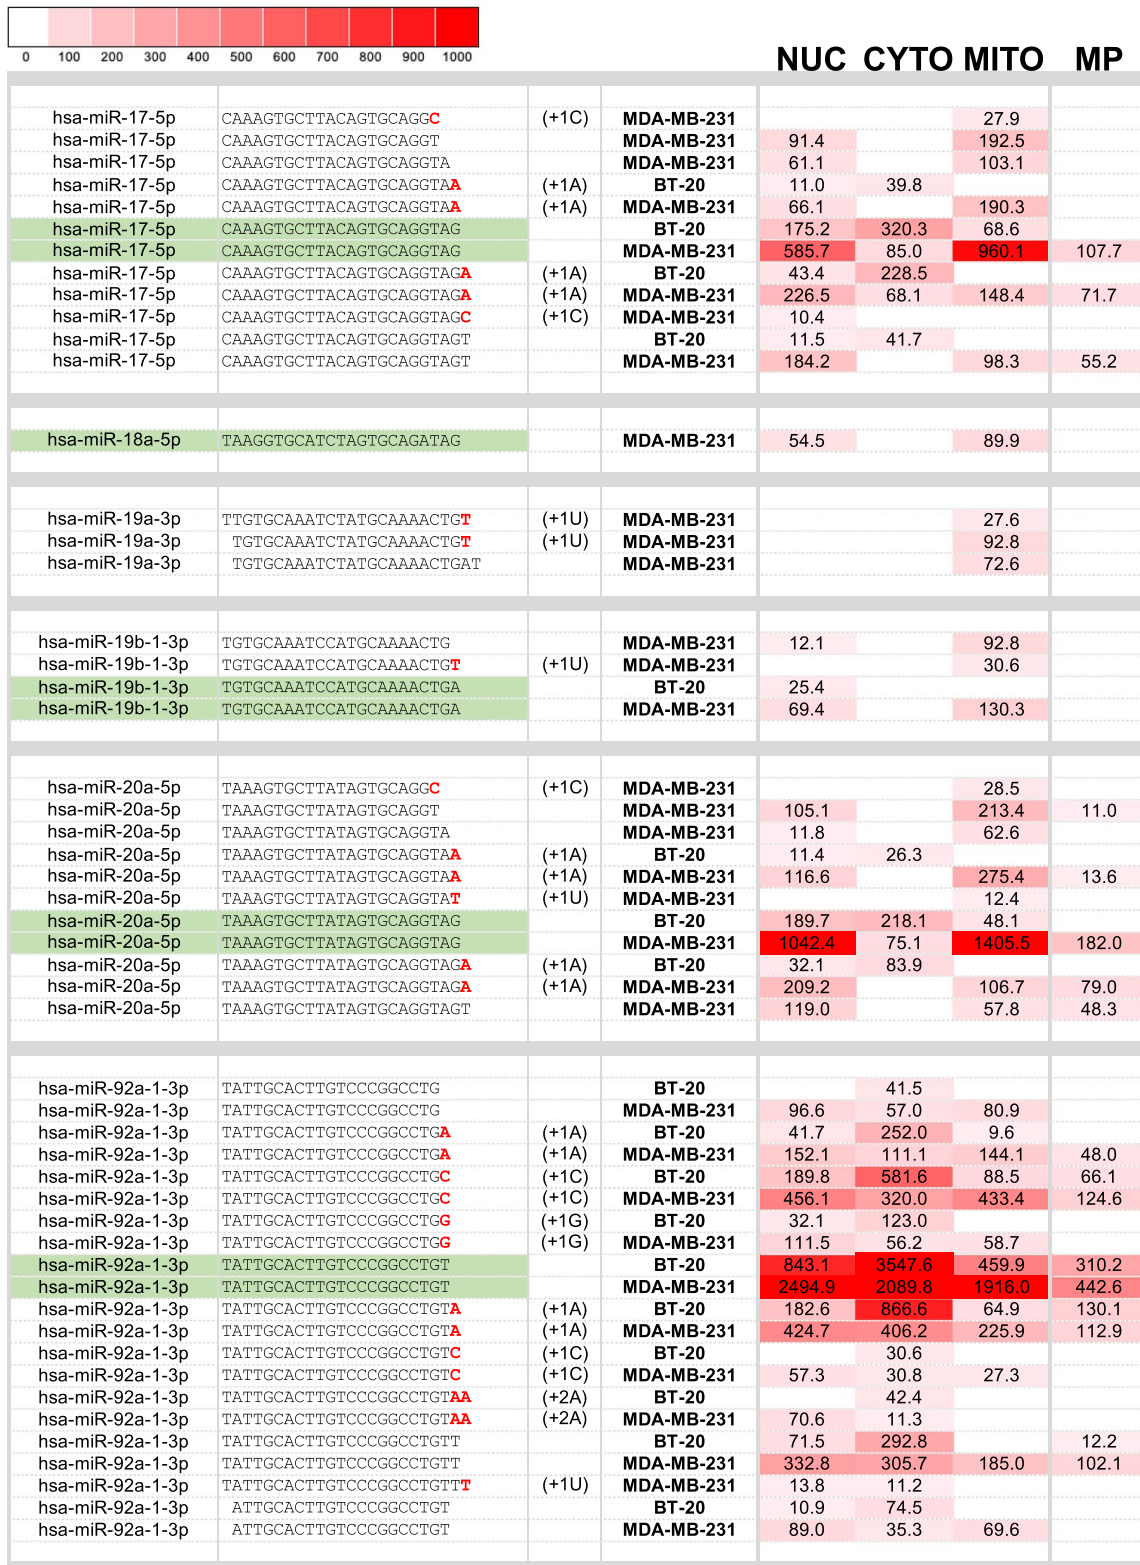 0 100 200 300 400 500 600 700 800 900 1000
NUC CYTO MITO MP
hsa-miR-17-5p CAAAGTGCTTACAGTGCAGGC (+1C) MDA-MB-231 27.9
hsa-miR-17-5p CAAAGTGCTTACAGTGCAGGT MDA-MB-231 91.4 192.5
hsa-miR-17-5p CAAAGTGCTTACAGTGCAGGTA MDA-MB-231 61.1 103.1
hsa-miR-17-5p CAAAGTGCTTACAGTGCAGGTAA (+1A) BT-20 11.0 39.8
hsa-miR-17-5p CAAAGTGCTTACAGTGCAGGTAA (+1A) MDA-MB-231 66.1 190.3
hsa-miR-17-5p CAAAGTGCTTACAGTGCAGGTAG BT-20 175.2 320.3 68.6
hsa-miR-17-5p CAAAGTGCTTACAGTGCAGGTAG MDA-MB-231 585.7 85.0 960.1 107.7
hsa-miR-17-5p CAAAGTGCTTACAGTGCAGGTAGA (+1A) BT-20 43.4 228.5
hsa-miR-17-5p CAAAGTGCTTACAGTGCAGGTAGA (+1A) MDA-MB-231 226.5 68.1 148.4 71.7
hsa-miR-17-5p CAAAGTGCTTACAGTGCAGGTAGC (+1C) MDA-MB-231 10.4
hsa-miR-17-5p CAAAGTGCTTACAGTGCAGGTAGT BT-20 11.5 41.7
hsa-miR-17-5p CAAAGTGCTTACAGTGCAGGTAGT MDA-MB-231 184.2 98.3 55.2
hsa-miR-18a-5p TAAGGTGCATCTAGTGCAGATAG MDA-MB-231 54.5 89.9
hsa-miR-19a-3p TTGTGCAAATCTATGCAAAACTGT (+1U) MDA-MB-231 27.6
hsa-miR-19a-3p TGTGCAAATCTATGCAAAACTGT (+1U) MDA-MB-231 92.8
hsa-miR-19a-3p TGTGCAAATCTATGCAAAACTGAT MDA-MB-231 72.6
hsa-miR-19b-1-3p TGTGCAAATCCATGCAAAACTG MDA-MB-231 12.1 92.8
hsa-miR-19b-1-3p TGTGCAAATCCATGCAAAACTGT (+1U) MDA-MB-231 30.6
hsa-miR-19b-1-3p TGTGCAAATCCATGCAAAACTGA BT-20 25.4
hsa-miR-19b-1-3p TGTGCAAATCCATGCAAAACTGA MDA-MB-231 69.4 130.3
hsa-miR-20a-5p TAAAGTGCTTATAGTGCAGGC (+1C) MDA-MB-231 28.5
hsa-miR-20a-5p TAAAGTGCTTATAGTGCAGGT MDA-MB-231 105.1 213.4 11.0
hsa-miR-20a-5p TAAAGTGCTTATAGTGCAGGTA MDA-MB-231 11.8 62.6
hsa-miR-20a-5p TAAAGTGCTTATAGTGCAGGTAA (+1A) BT-20 11.4 26.3
hsa-miR-20a-5p TAAAGTGCTTATAGTGCAGGTAA (+1A) MDA-MB-231 116.6 275.4 13.6
hsa-miR-20a-5p TAAAGTGCTTATAGTGCAGGTAT (+1U) MDA-MB-231 12.4
hsa-miR-20a-5p TAAAGTGCTTATAGTGCAGGTAG BT-20 189.7 218.1 48.1
hsa-miR-20a-5p TAAAGTGCTTATAGTGCAGGTAG MDA-MB-231 1042.4 75.1 1405.5 182.0
hsa-miR-20a-5p TAAAGTGCTTATAGTGCAGGTAGA (+1A) BT-20 32.1 83.9
hsa-miR-20a-5p TAAAGTGCTTATAGTGCAGGTAGA (+1A) MDA-MB-231 209.2 106.7 79.0
hsa-miR-20a-5p TAAAGTGCTTATAGTGCAGGTAGT MDA-MB-231 119.0 57.8 48.3
hsa-miR-92a-1-3p TATTGCACTTGTCCCGGCCTG BT-20 41.5
hsa-miR-92a-1-3p TATTGCACTTGTCCCGGCCTG MDA-MB-231 96.6 57.0 80.9
hsa-miR-92a-1-3p TATTGCACTTGTCCCGGCCTGA (+1A) BT-20 41.7 252.0 9.6
hsa-miR-92a-1-3p TATTGCACTTGTCCCGGCCTGA (+1A) MDA-MB-231 152.1 111.1 144.1 48.0
hsa-miR-92a-1-3p TATTGCACTTGTCCCGGCCTGC (+1C) BT-20 189.8 581.6 88.5 66.1
hsa-miR-92a-1-3p TATTGCACTTGTCCCGGCCTGC (+1C) MDA-MB-231 456.1 320.0 433.4 124.6
hsa-miR-92a-1-3p TATTGCACTTGTCCCGGCCTGG (+1G) BT-20 32.1 123.0
hsa-miR-92a-1-3p TATTGCACTTGTCCCGGCCTGG (+1G) MDA-MB-231 111.5 56.2 58.7
hsa-miR-92a-1-3p TATTGCACTTGTCCCGGCCTGT BT-20 843.1 3547.6 459.9 310.2
hsa-miR-92a-1-3p TATTGCACTTGTCCCGGCCTGT MDA-MB-231 2494.9 2089.8 1916.0 442.6
hsa-miR-92a-1-3p TATTGCACTTGTCCCGGCCTGTA (+1A) BT-20 182.6 866.6 64.9 130.1
hsa-miR-92a-1-3p TATTGCACTTGTCCCGGCCTGTA (+1A) MDA-MB-231 424.7 406.2 225.9 112.9
hsa-miR-92a-1-3p TATTGCACTTGTCCCGGCCTGTC (+1C) BT-20 30.6
hsa-miR-92a-1-3p TATTGCACTTGTCCCGGCCTGTC (+1C) MDA-MB-231 57.3 30.8 27.3
hsa-miR-92a-1-3p TATTGCACTTGTCCCGGCCTGTAA (+2A) BT-20 42.4
hsa-miR-92a-1-3p TATTGCACTTGTCCCGGCCTGTAA (+2A) MDA-MB-231 70.6 11.3
hsa-miR-92a-1-3p TATTGCACTTGTCCCGGCCTGTT BT-20 71.5 292.8 12.2
hsa-miR-92a-1-3p TATTGCACTTGTCCCGGCCTGTT MDA-MB-231 332.8 305.7 185.0 102.1
hsa-miR-92a-1-3p TATTGCACTTGTCCCGGCCTGTTT (+1U) MDA-MB-231 13.8 11.2
hsa-miR-92a-1-3p ATTGCACTTGTCCCGGCCTGT BT-20 10.9 74.5
hsa-miR-92a-1-3p ATTGCACTTGTCCCGGCCTGT MDA-MB-231 89.0 35.3 69.6